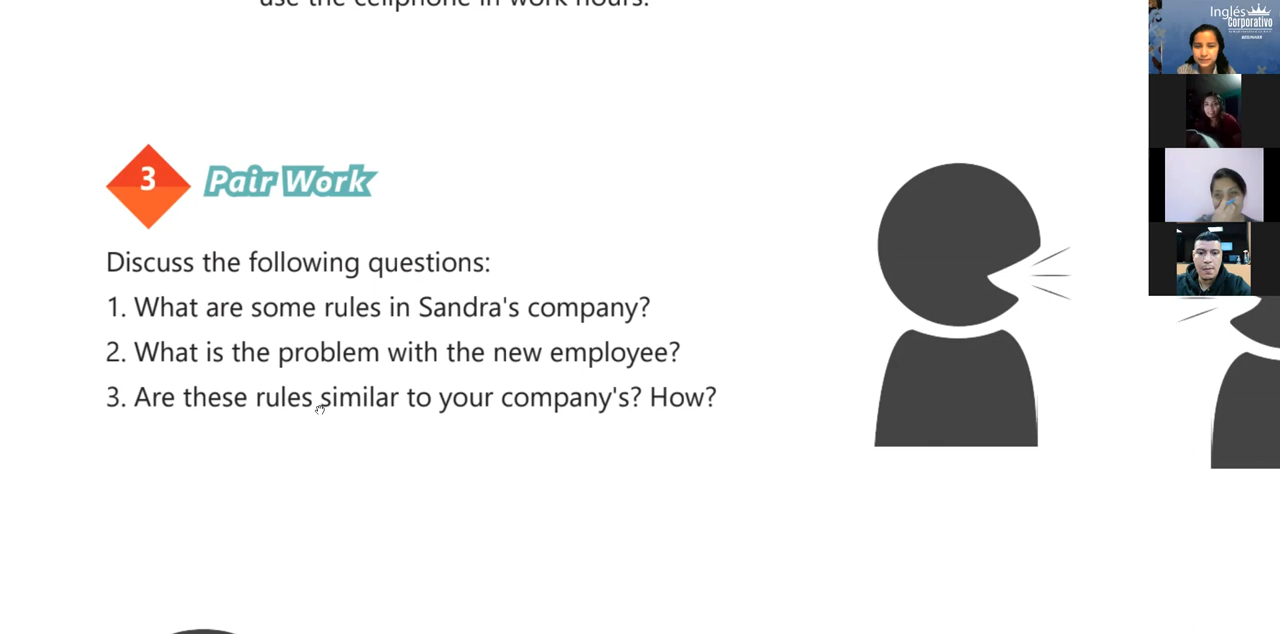 use the cellphone in work hours.
Inglés
Corporativo
BEGINNER
3
Pair Work
Discuss the following questions:
1. What are some rules in Sandra's company?
2. What is the problem with the new employee?
3. Are these rules similar to your company's? How?